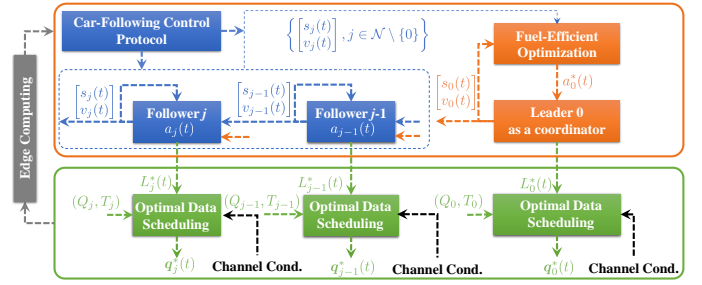 Edge Computing
Car-Following Control
Protocol
{[s_j(t) v_j(t)], j ∈ 𝒩 \ {0}}
Fuel-Efficient
Optimization
a_0^*(t)
[s_0(t) v_0(t)]
Leader 0
as a coordinator
[s_j(t) v_j(t)]
Follower j
a_j(t)
[s_{j−1}(t) v_{j−1}(t)]
Follower j-1
a_{j−1}(t)
L_j^*(t)
L_{j−1}^*(t)
L_0^*(t)
(Q_j, T_j)
Optimal Data
Scheduling
(Q_{j−1}, T_{j−1})
Optimal Data
Scheduling
(Q_0, T_0)
Optimal Data
Scheduling
q_j^*(t)
Channel Cond.
q_{j−1}^*(t)
Channel Cond.
q_0^*(t)
Channel Cond.